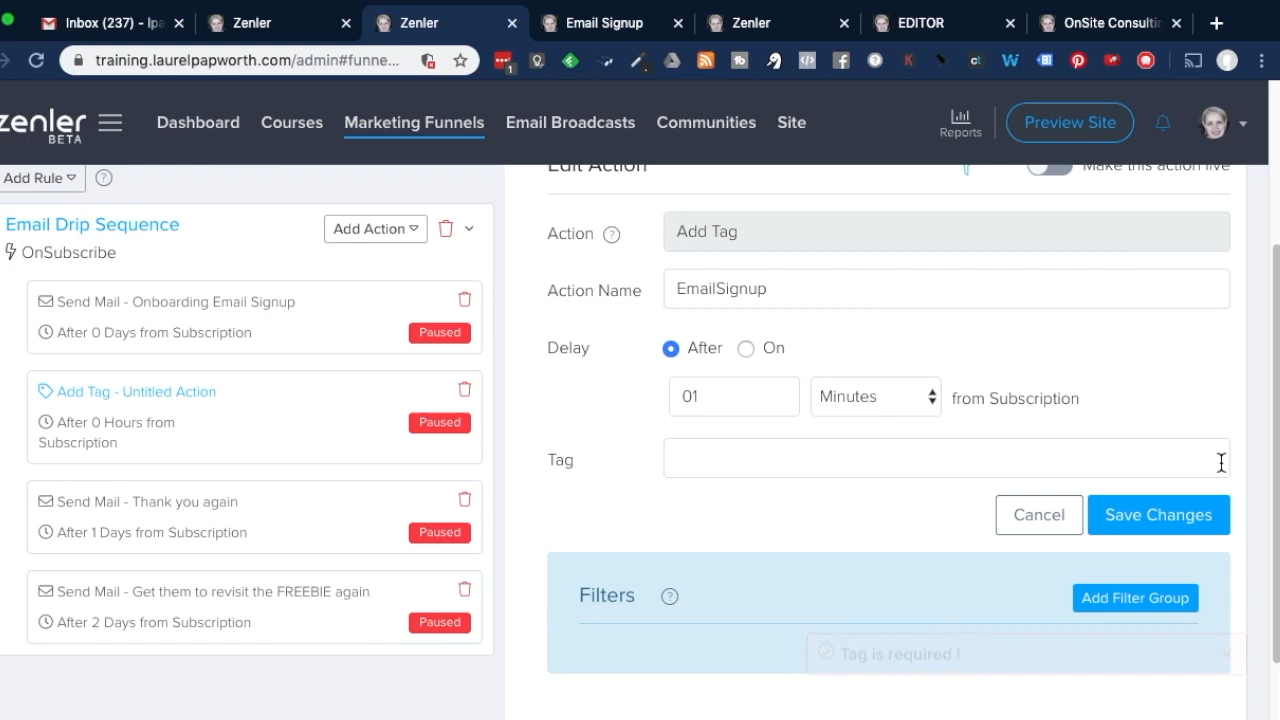 Inbox (237) - lpa
Zenler
Zenler
Email Signup
Zenler
EDITOR
OnSite Consultin
training.laurelpapworth.com/admin#funne...
zenler
BETA
Dashboard
Courses
Marketing Funnels
Email Broadcasts
Communities
Site
Reports
Preview Site
Add Rule
Email Drip Sequence
Add Action
OnSubscribe
Send Mail - Onboarding Email Signup
After 0 Days from Subscription
Paused
Add Tag - Untitled Action
After 0 Hours from
Subscription
Paused
Send Mail - Thank you again
After 1 Days from Subscription
Paused
Send Mail - Get them to revisit the FREEBIE again
After 2 Days from Subscription
Paused
Edit Action
Make this action live
Action
Add Tag
Action Name
EmailSignup
Delay
After
On
01
Minutes
from Subscription
Tag
Cancel
Save Changes
Filters
Add Filter Group
Tag is required !